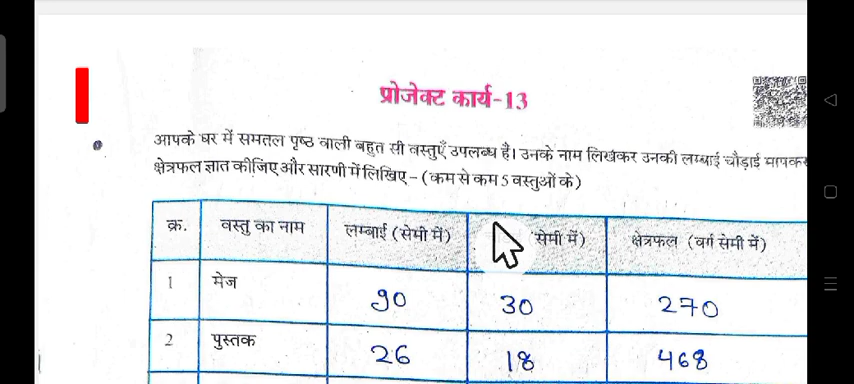 प्रोजेक्ट कार्य-13
आपके घर में समतल पृष्ठ वाली बहुत सी वस्तुएँ उपलब्ध है। उनके नाम लिखकर उनकी लम्बाई चौड़ाई मापकर
क्षेत्रफल ज्ञात कीजिए और सारणी में लिखिए - (कम से कम 5 वस्तुओं के)
क्र. वस्तु का नाम लम्बाई (सेमी में) सेमी में) क्षेत्रफल (वर्ग सेमी में)
1 मेज 90 30 270
2 पुस्तक 26 18 468